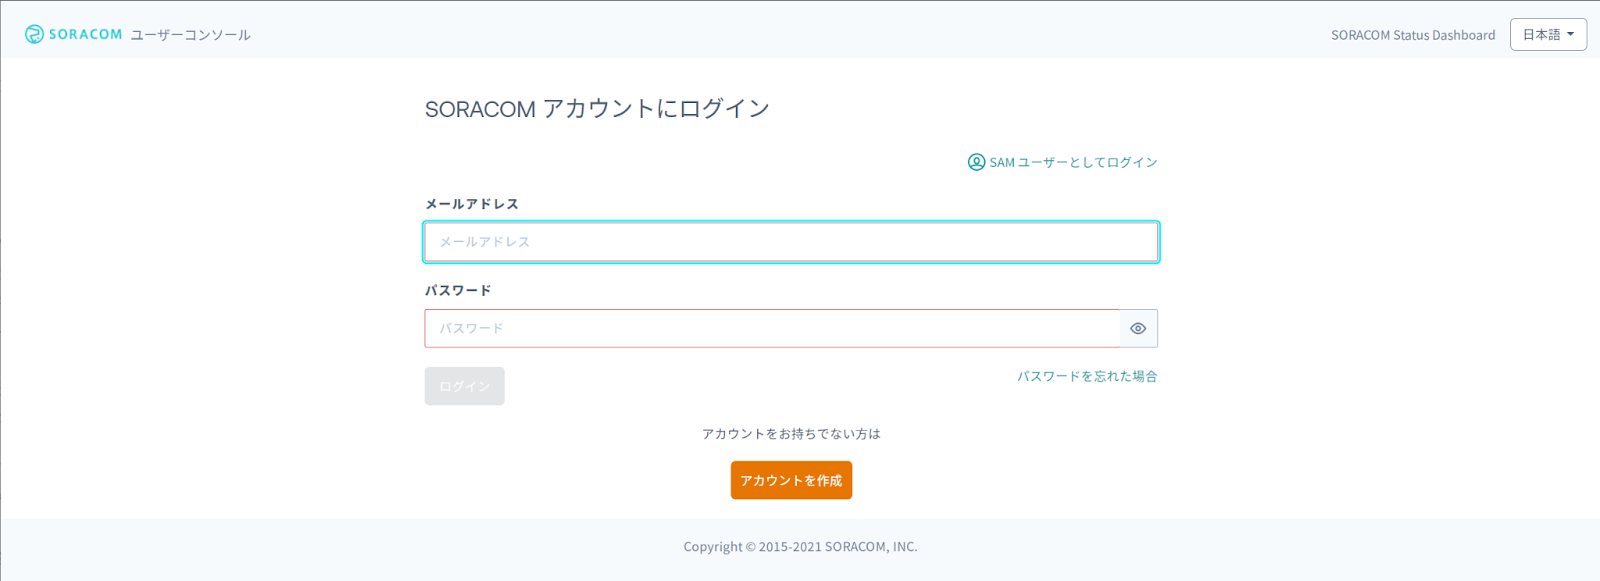 SORACOM ユーザーコンソール
SORACOM Status Dashboard
日本語
SORACOM アカウントにログイン
SAM ユーザーとしてログイン
メールアドレス
メールアドレス
パスワード
パスワード
ログイン
パスワードを忘れた場合
アカウントをお持ちでない方は
アカウントを作成
Copyright © 2015-2021 SORACOM, INC.